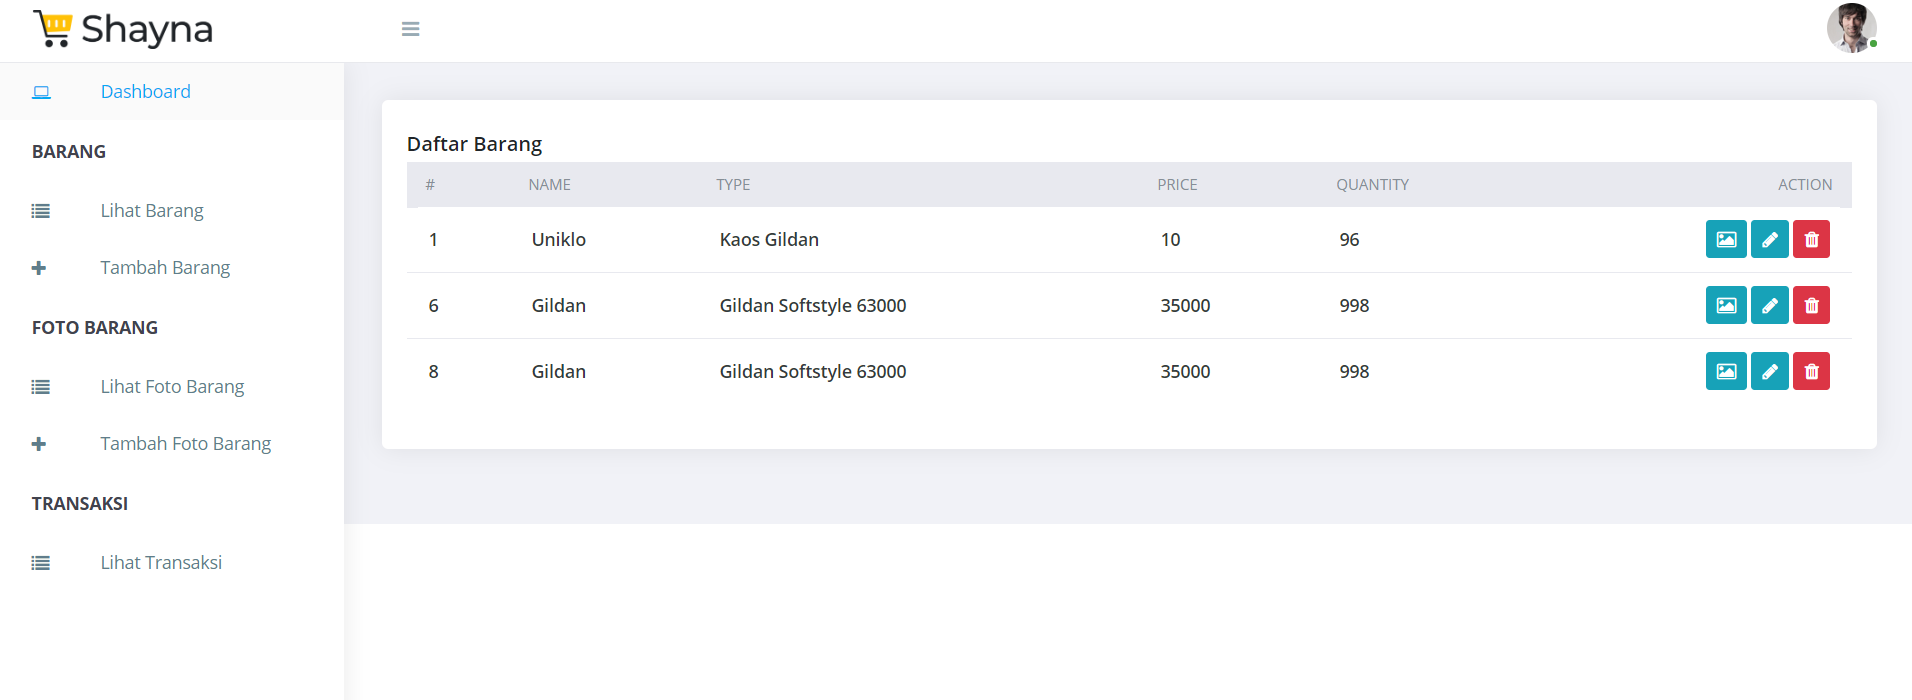 Shayna
Dashboard
BARANG
Lihat Barang
Tambah Barang
FOTO BARANG
Lihat Foto Barang
Tambah Foto Barang
TRANSAKSI
Lihat Transaksi
Daftar Barang
# NAME TYPE PRICE QUANTITY ACTION
1 Uniklo Kaos Gildan 10 96
6 Gildan Gildan Softstyle 63000 35000 998
8 Gildan Gildan Softstyle 63000 35000 998